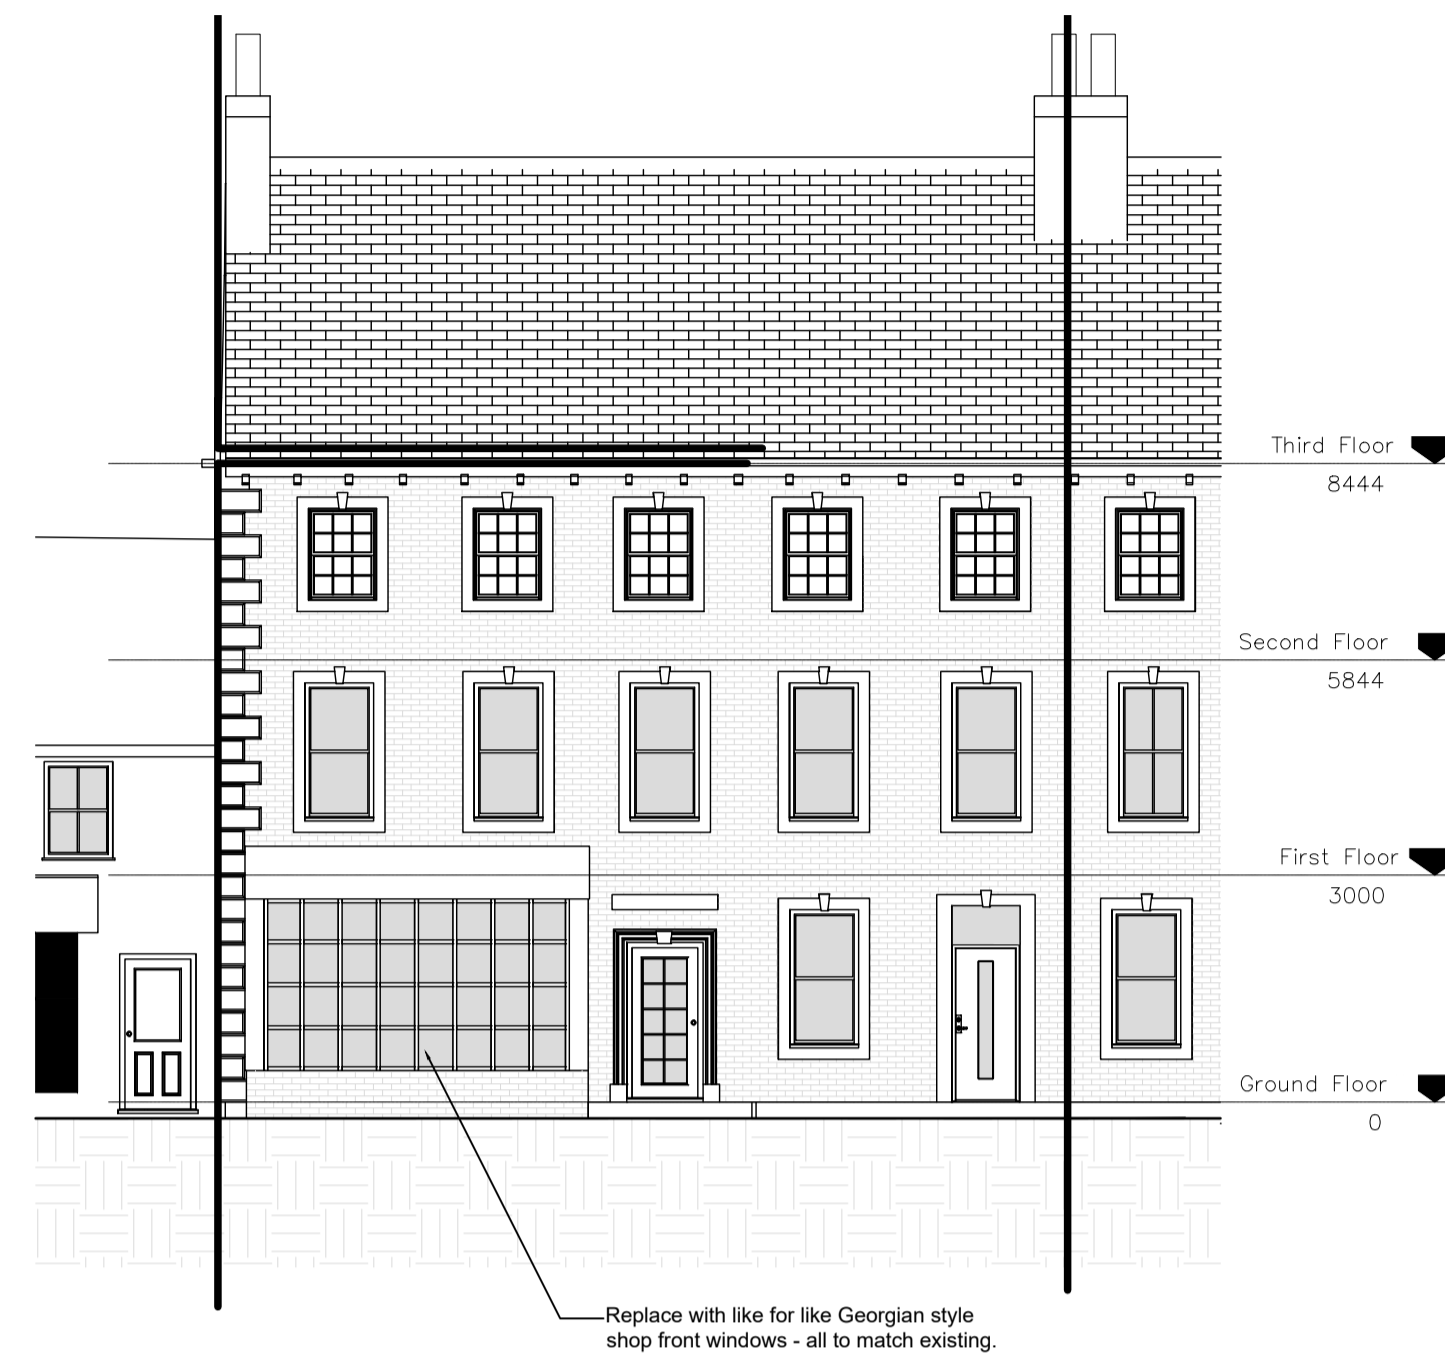 Third Floor
8444
Second Floor
5844
First Floor
3000
Ground Floor
0
Replace with like for like Georgian style
shop front windows - all to match existing.